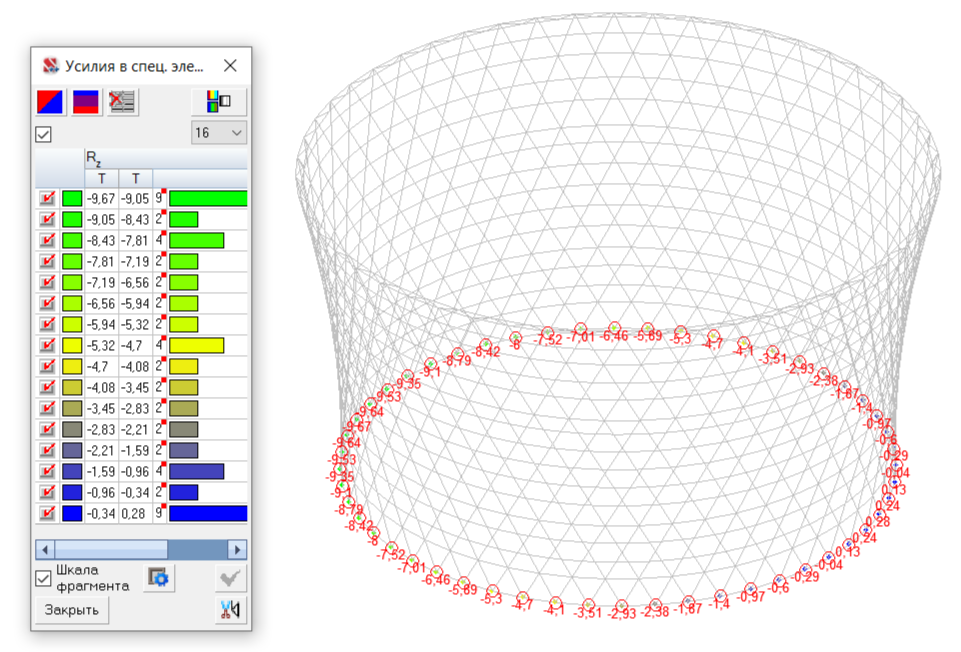 Усилия в спец. эле...
16
Rz
T T
-9,67 -9,05 9
-9,05 -8,43 2
-8,43 -7,81 4
-7,81 -7,19 2
-7,19 -6,56 2
-6,56 -5,94 2
-5,94 -5,32 2
-5,32 -4,7 4
-4,7 -4,08 2
-4,08 -3,45 2
-3,45 -2,83 2
-2,83 -2,21 2
-2,21 -1,59 2
-1,59 -0,96 4
-0,96 -0,34 2
-0,34 0,28 9
Шкала
фрагмента
Закрыть
-9,67
-9,64
-9,53
-9,35
-9,1
-8,79
-8,42
-8
-7,52
-7,01
-6,46
-5,89
-5,3
-4,7
-4,1
-3,51
-2,93
-2,38
-1,87
-1,4
-0,97
-0,6
-0,29
-0,04
0,13
0,24
0,28
0,24
0,13
-0,04
-0,29
-0,6
-0,97
-1,4
-1,87
-2,38
-2,93
-3,51
-4,1
-4,7
-5,3
-5,89
-6,46
-7,01
-7,52
-8
-8,42
-8,79
-9,1
-9,35
-9,53
-9,64